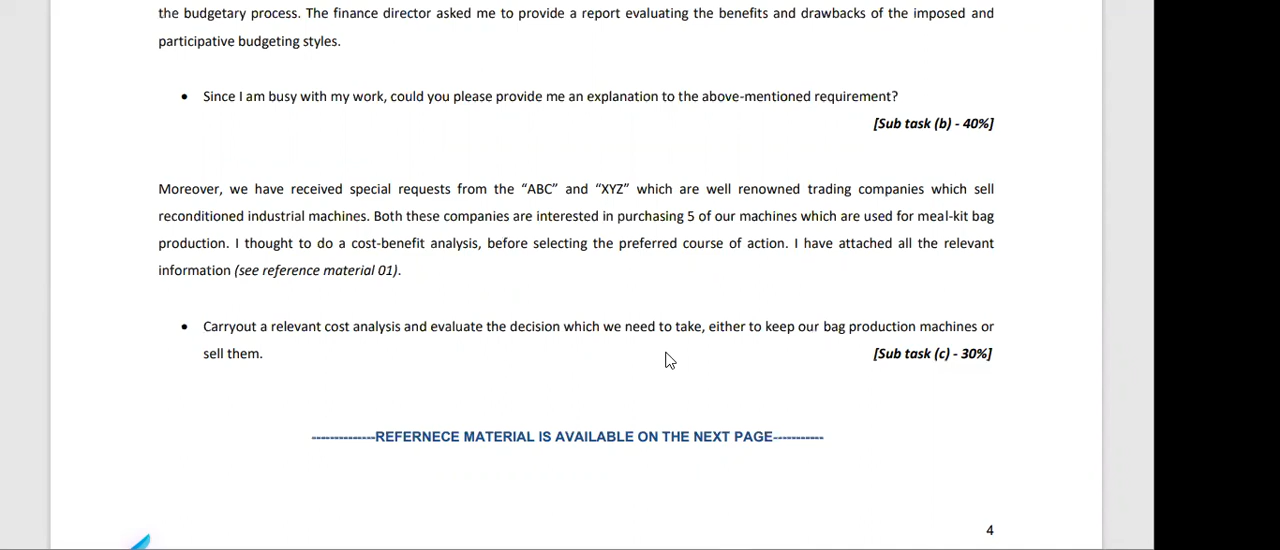 the budgetary process. The finance director asked me to provide a report evaluating the benefits and drawbacks of the imposed and
participative budgeting styles.
• Since I am busy with my work, could you please provide me an explanation to the above-mentioned requirement?
[Sub task (b) - 40%]
Moreover, we have received special requests from the “ABC” and “XYZ” which are well renowned trading companies which sell
reconditioned industrial machines. Both these companies are interested in purchasing 5 of our machines which are used for meal-kit bag
production. I thought to do a cost-benefit analysis, before selecting the preferred course of action. I have attached all the relevant
information (see reference material 01).
• Carryout a relevant cost analysis and evaluate the decision which we need to take, either to keep our bag production machines or
sell them. [Sub task (c) - 30%]
--------------REFERNECE MATERIAL IS AVAILABLE ON THE NEXT PAGE-----------
4